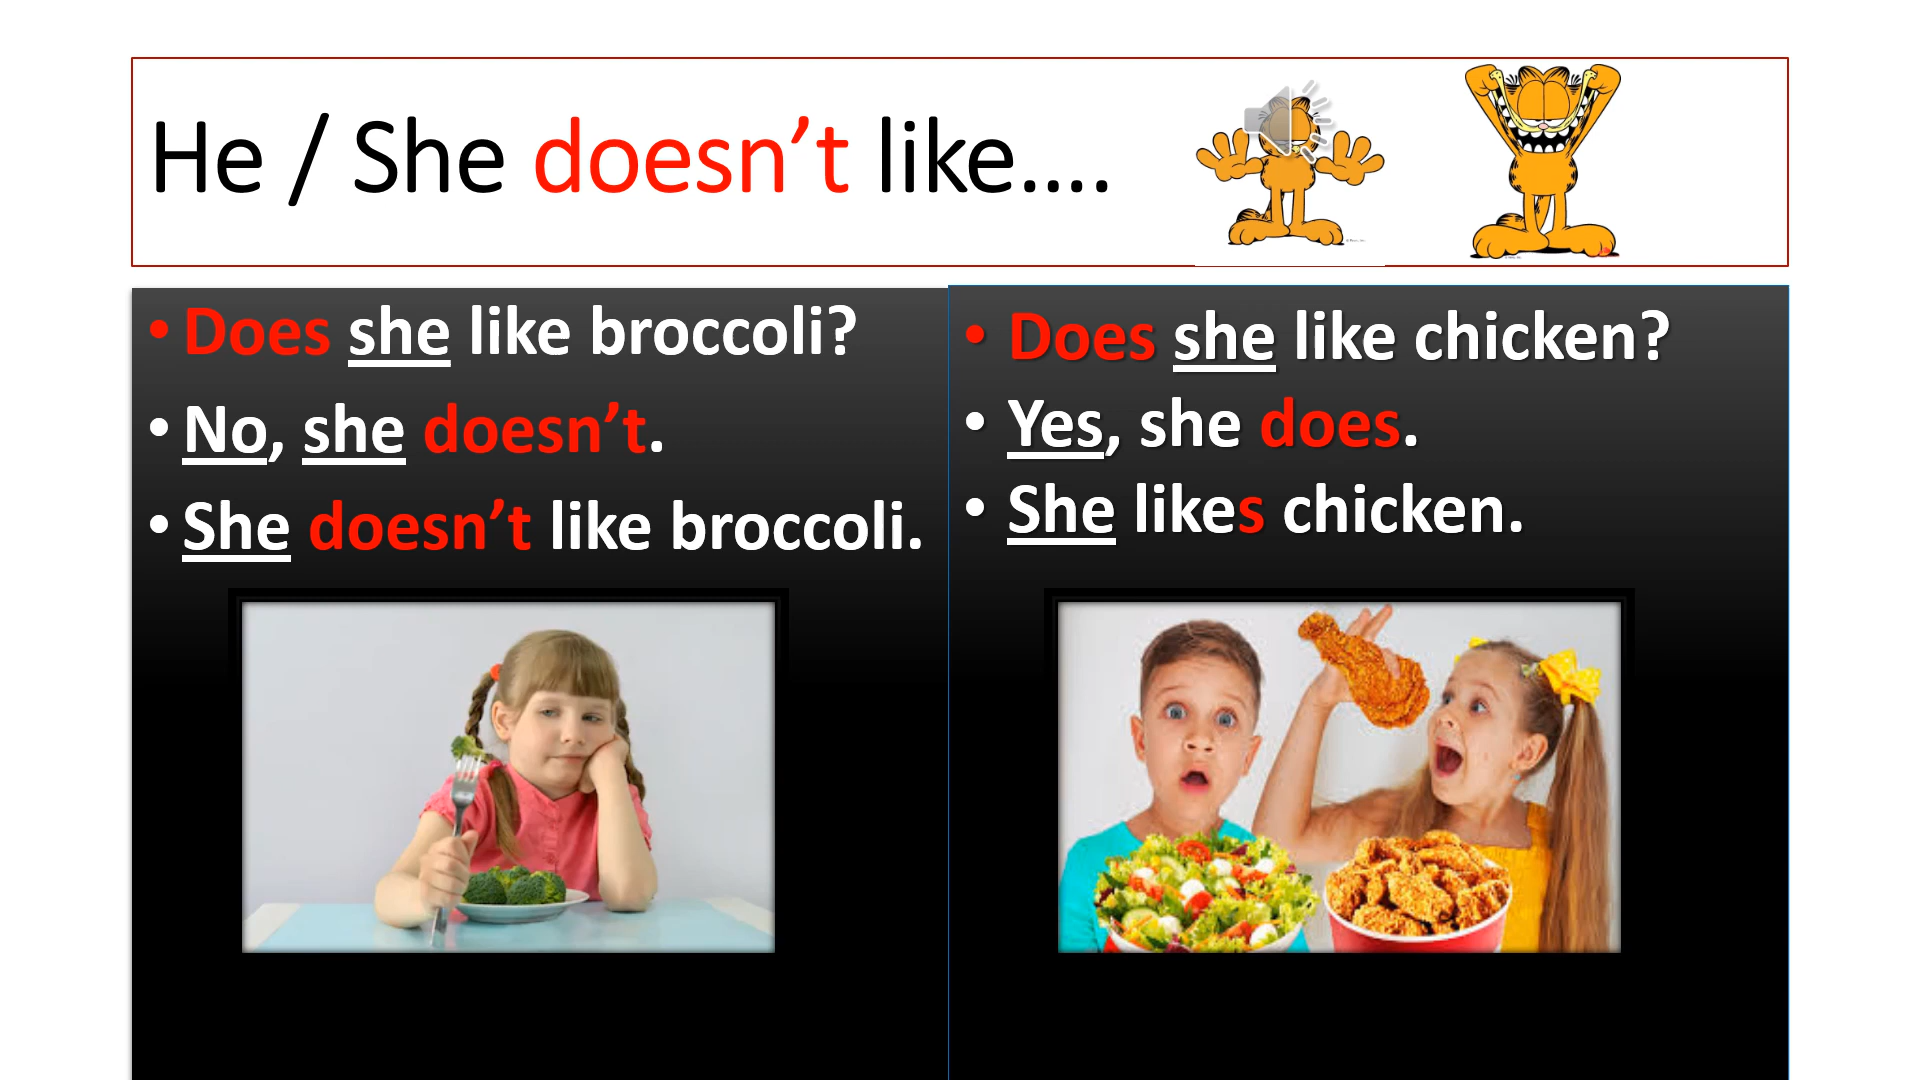 He / She doesn’t like….
• Does she like broccoli?
• No, she doesn’t.
• She doesn’t like broccoli.
• Does she like chicken?
• Yes, she does.
• She likes chicken.